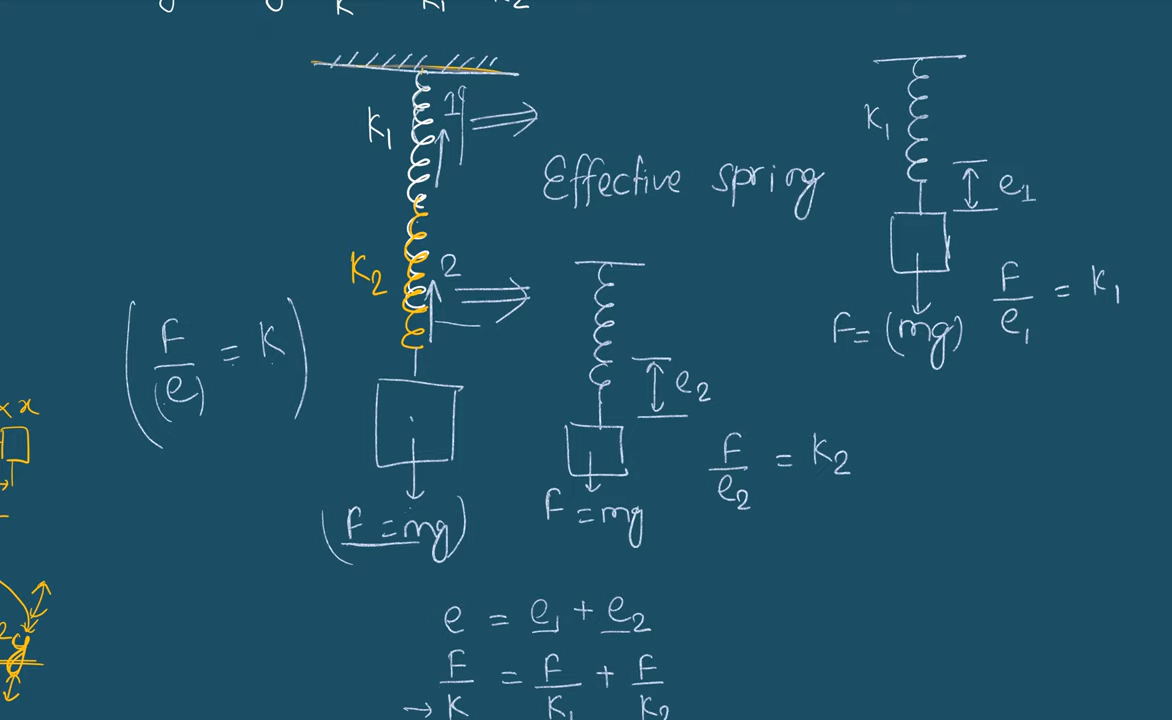 K₁
1
K₁
Effective spring
e₁
K₂
2
F/e = K
F/e₁ = K₁
F = (mg)
e₂
x
F/e₂ = K₂
(F = mg)
F = mg
e = e₁ + e₂
F/K = F/K₁ + F/K₂